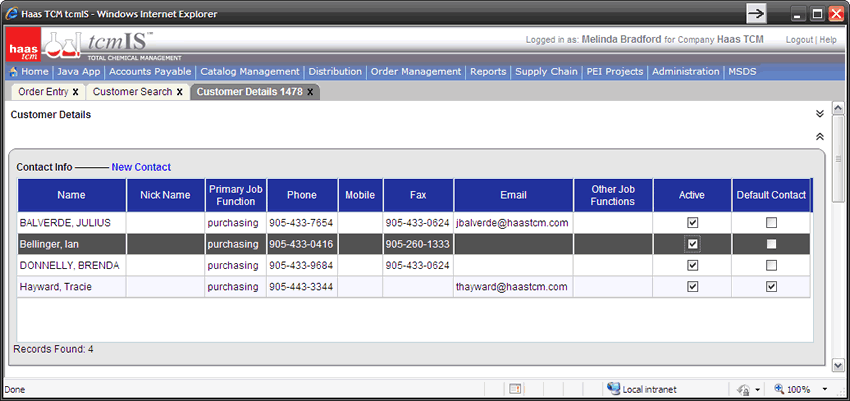 Haas TCM tcmIS - Windows Internet Explorer
haas tcm
tcmIS™
TOTAL CHEMICAL MANAGEMENT
Logged in as: Melinda Bradford for Company Haas TCM Logout | Help
Home | Java App | Accounts Payable | Catalog Management | Distribution | Order Management | Reports | Supply Chain | PEI Projects | Administration | MSDS
Order Entry x Customer Search x Customer Details 1478 x
Customer Details
Contact Info ——— New Contact
Name Nick Name Primary Job Function Phone Mobile Fax Email Other Job Functions Active Default Contact
BALVERDE, JULIUS purchasing 905-433-7654 905-433-0624 jbalverde@haastcm.com
Bellinger, Ian purchasing 905-433-0416 905-260-1333
DONNELLY, BRENDA purchasing 905-433-9684 905-433-0624
Hayward, Tracie purchasing 905-443-3344 thayward@haastcm.com
Records Found: 4
Done Local intranet 100%